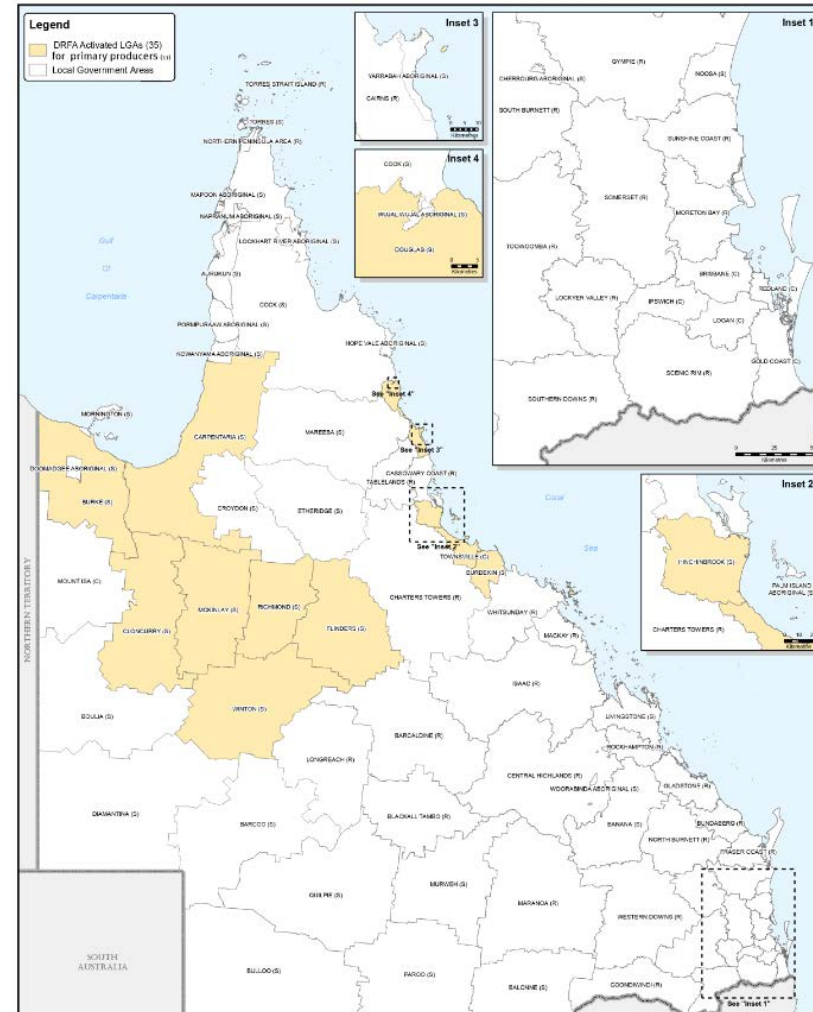 Legend
DRFA Activated LGAs (35)
for primary producers
Local Government Areas
Inset 3
YARRABAH ABORIGINAL (S)
CAIRNS (R)
Kilometres
Inset 4
COOK (S)
WUJAL WUJAL ABORIGINAL (S)
DOUGLAS (S)
Kilometres
Inset 1
GYMPIE (R)
NOOSA (S)
CHERBOURG ABORIGINAL (S)
SOUTH BURNETT (R)
SUNSHINE COAST (R)
SOMERSET (R)
MORETON BAY (R)
TOOWOOMBA (R)
BRISBANE (C)
REDLAND (C)
LOCKYER VALLEY (R)
IPSWICH (C)
LOGAN (C)
GOLD COAST (C)
SCENIC RIM (R)
SOUTHERN DOWNS (R)
Kilometres
Inset 2
HINCHINBROOK (S)
PALM ISLAND
ABORIGINAL (S)
CHARTERS TOWERS (R)
Kilometres
TORRES STRAIT ISLAND (R)
TORRES (S)
NORTHERN PENINSULA AREA (R)
MAPOON ABORIGINAL (S)
NAPRANUM ABORIGINAL (S)
LOCKHART RIVER ABORIGINAL (S)
Gulf
Of
Carpentaria
AURUKUN (S)
COOK (S)
PORMPURAAW ABORIGINAL (S)
HOPE VALE ABORIGINAL (S)
KOWANYAMA ABORIGINAL (S)
See "Inset 4"
MORNINGTON (S)
CARPENTARIA (S)
MAREEBA (S)
See "Inset 3"
DOOMADGEE ABORIGINAL (S)
CASSOWARY COAST (R)
TABLELANDS (R)
BURKE (S)
CROYDON (S)
ETHERIDGE (S)
Coral
Sea
See "Inset 2"
TOWNSVILLE (C)
BURDEKIN (S)
MOUNT ISA (C)
CLONCURRY (S)
MCKINLAY (S)
RICHMOND (S)
FLINDERS (S)
CHARTERS TOWERS (R)
WHITSUNDAY (R)
MACKAY (R)
NORTHERN TERRITORY
ISAAC (R)
BOULIA (S)
WINTON (S)
LIVINGSTONE (S)
BARCALDINE (R)
ROCKHAMPTON (R)
LONGREACH (R)
CENTRAL HIGHLANDS (R)
GLADSTONE (R)
WOORABINDA ABORIGINAL (S)
DIAMANTINA (S)
BARCOO (S)
BLACKALL TAMBO (R)
BANANA (S)
BUNDABERG (R)
NORTH BURNETT (R)
FRASER COAST (R)
QUILPIE (S)
MURWEH (S)
MARANOA (R)
WESTERN DOWNS (R)
SOUTH
AUSTRALIA
BULLOO (S)
PAROO (S)
BALONNE (S)
GOONDIWINDI (R)
See "Inset 1"